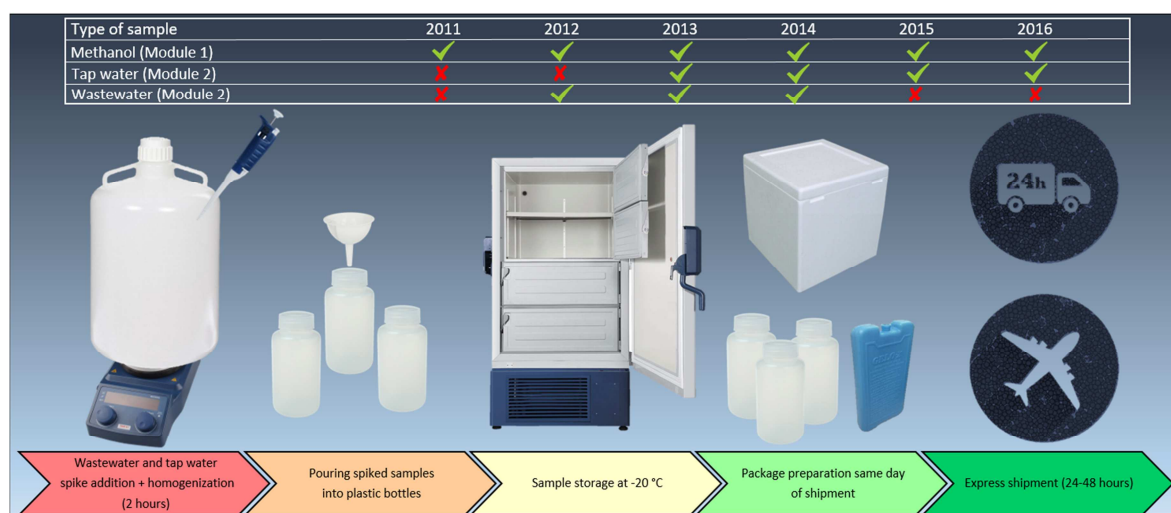 Type of sample 2011 2012 2013 2014 2015 2016
Methanol (Module 1) ✓ ✓ ✓ ✓ ✓ ✓
Tap water (Module 2) ✗ ✗ ✓ ✓ ✓ ✓
Wastewater (Module 2) ✗ ✓ ✓ ✓ ✗ ✗
24h
Wastewater and tap water
spike addition + homogenization
(2 hours)
Pouring spiked samples
into plastic bottles
Sample storage at -20 °C
Package preparation same day
of shipment
Express shipment (24-48 hours)